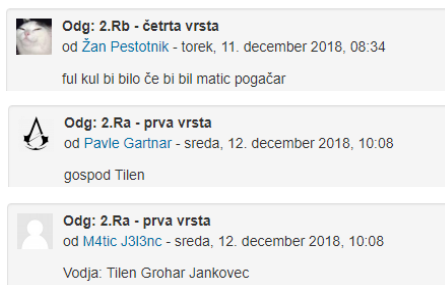 Odg: 2.Rb - četrta vrsta
od Žan Pestotnik - torek, 11. december 2018, 08:34
ful kul bi bilo če bi bil matic pogačar
Odg: 2.Ra - prva vrsta
od Pavle Gartnar - sreda, 12. december 2018, 10:08
gospod Tilen
Odg: 2.Ra - prva vrsta
od M4tic J3l3nc - sreda, 12. december 2018, 10:08
Vodja: Tilen Grohar Jankovec